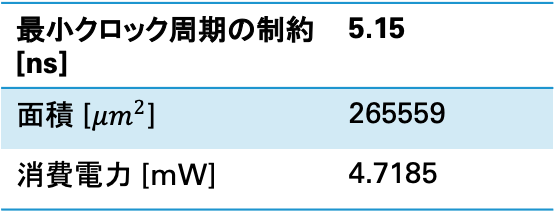 最小クロック周期の制約 5.15
[ns]
面積 [μm²] 265559
消費電力 [mW] 4.7185